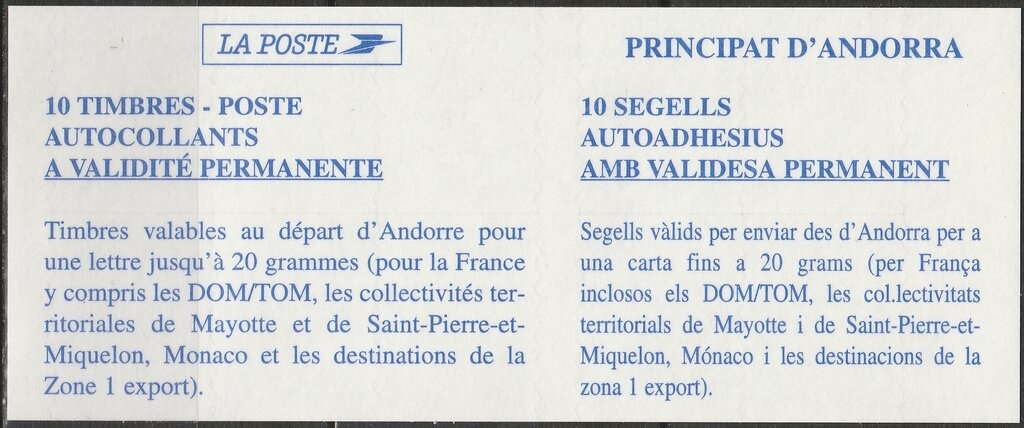 LA POSTE
10 TIMBRES - POSTE
AUTOCOLLANTS
A VALIDITÉ PERMANENTE
Timbres valables au départ d'Andorre pour
une lettre jusqu'à 20 grammes (pour la France
y compris les DOM/TOM, les collectivités ter-
ritoriales de Mayotte et de Saint-Pierre-et-
Miquelon, Monaco et les destinations de la
Zone 1 export).
PRINCIPAT D'ANDORRA
10 SEGELLS
AUTOADHESIUS
AMB VALIDESA PERMANENT
Segells vàlids per enviar des d'Andorra per a
una carta fins a 20 grams (per França
inclosos els DOM/TOM, les col.lectivitats
territorials de Mayotte i de Saint-Pierre-et-
Miquelon, Mónaco i les destinacions de la
zona 1 export).